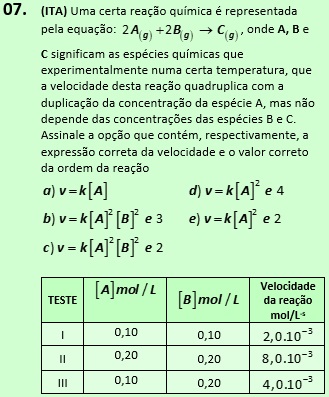 07. (ITA) Uma certa reação química é representada
pela equação: 2A(g) +2B(g) → C(g), onde A, B e
C significam as espécies químicas que
experimentalmente numa certa temperatura, que
a velocidade desta reação quadruplica com a
duplicação da concentração da espécie A, mas não
depende das concentrações das espécies B e C.
Assinale a opção que contém, respectivamente, a
expressão correta da velocidade e o valor correto
da ordem da reação
a) v=k[A]
d) v=k[A]² e 4
b) v=k[A]²[B]² e 3
e) v=k[A]² e 2
c) v = k[A]²[B]² e 2
TESTE [A]mol / L [B]mol / L Velocidade da reação mol/L⁻ˢ
I 0,10 0,10 2,0.10⁻³
II 0,20 0,20 8,0.10⁻³
III 0,10 0,20 4,0.10⁻³